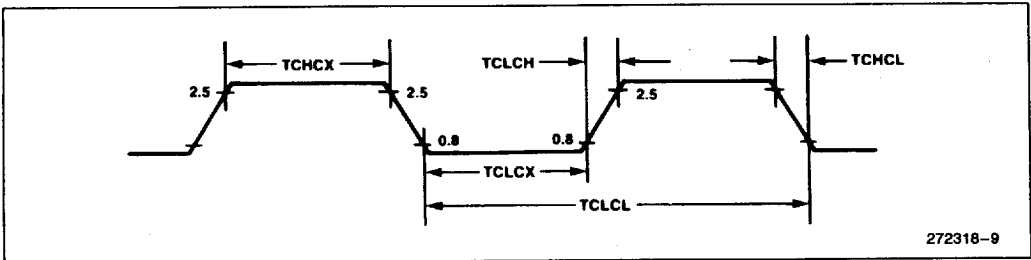 TCHCX
TCLCH
TCHCL
2.5
2.5
2.5
0.8
0.8
TCLCX
TCLCL
272318–9